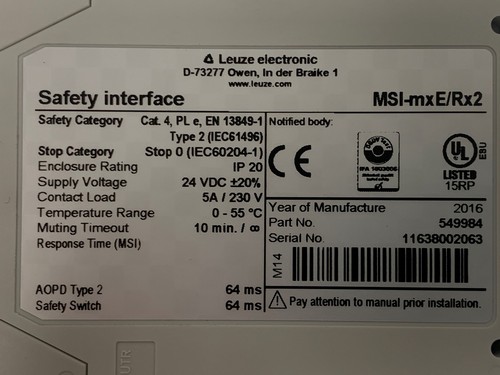 Leuze electronic
D-73277 Owen, In der Braike 1
www.leuze.com
Safety interface
MSI-mxE/Rx2
Safety Category Cat. 4, PL e, EN 13849-1
Type 2 (IEC61496)
Stop Category Stop 0 (IEC60204-1)
Enclosure Rating IP 20
Supply Voltage 24 VDC ±20%
Contact Load 5A / 230 V
Temperature Range 0 - 55 °C
Muting Timeout 10 min. / ∞
Response Time (MSI)
AOPD Type 2 64 ms
Safety Switch 64 ms
Notified body:
CE
UL
LISTED
15RP
Year of Manufacture 2016
Part No. 549984
Serial No. 11638002063
M14
Pay attention to manual prior installation.